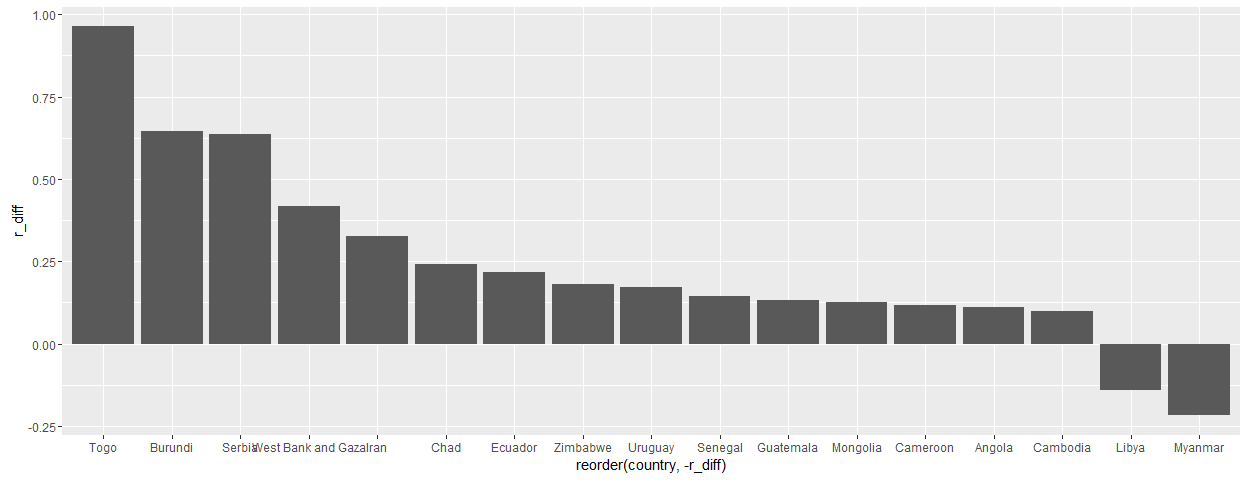 1.00
0.75
0.50
0.25
0.00
-0.25
r_diff
Togo Burundi Serbia West Bank and Gaza Iran Chad Ecuador Zimbabwe Uruguay Senegal Guatemala Mongolia Cameroon Angola Cambodia Libya Myanmar
reorder(country, -r_diff)